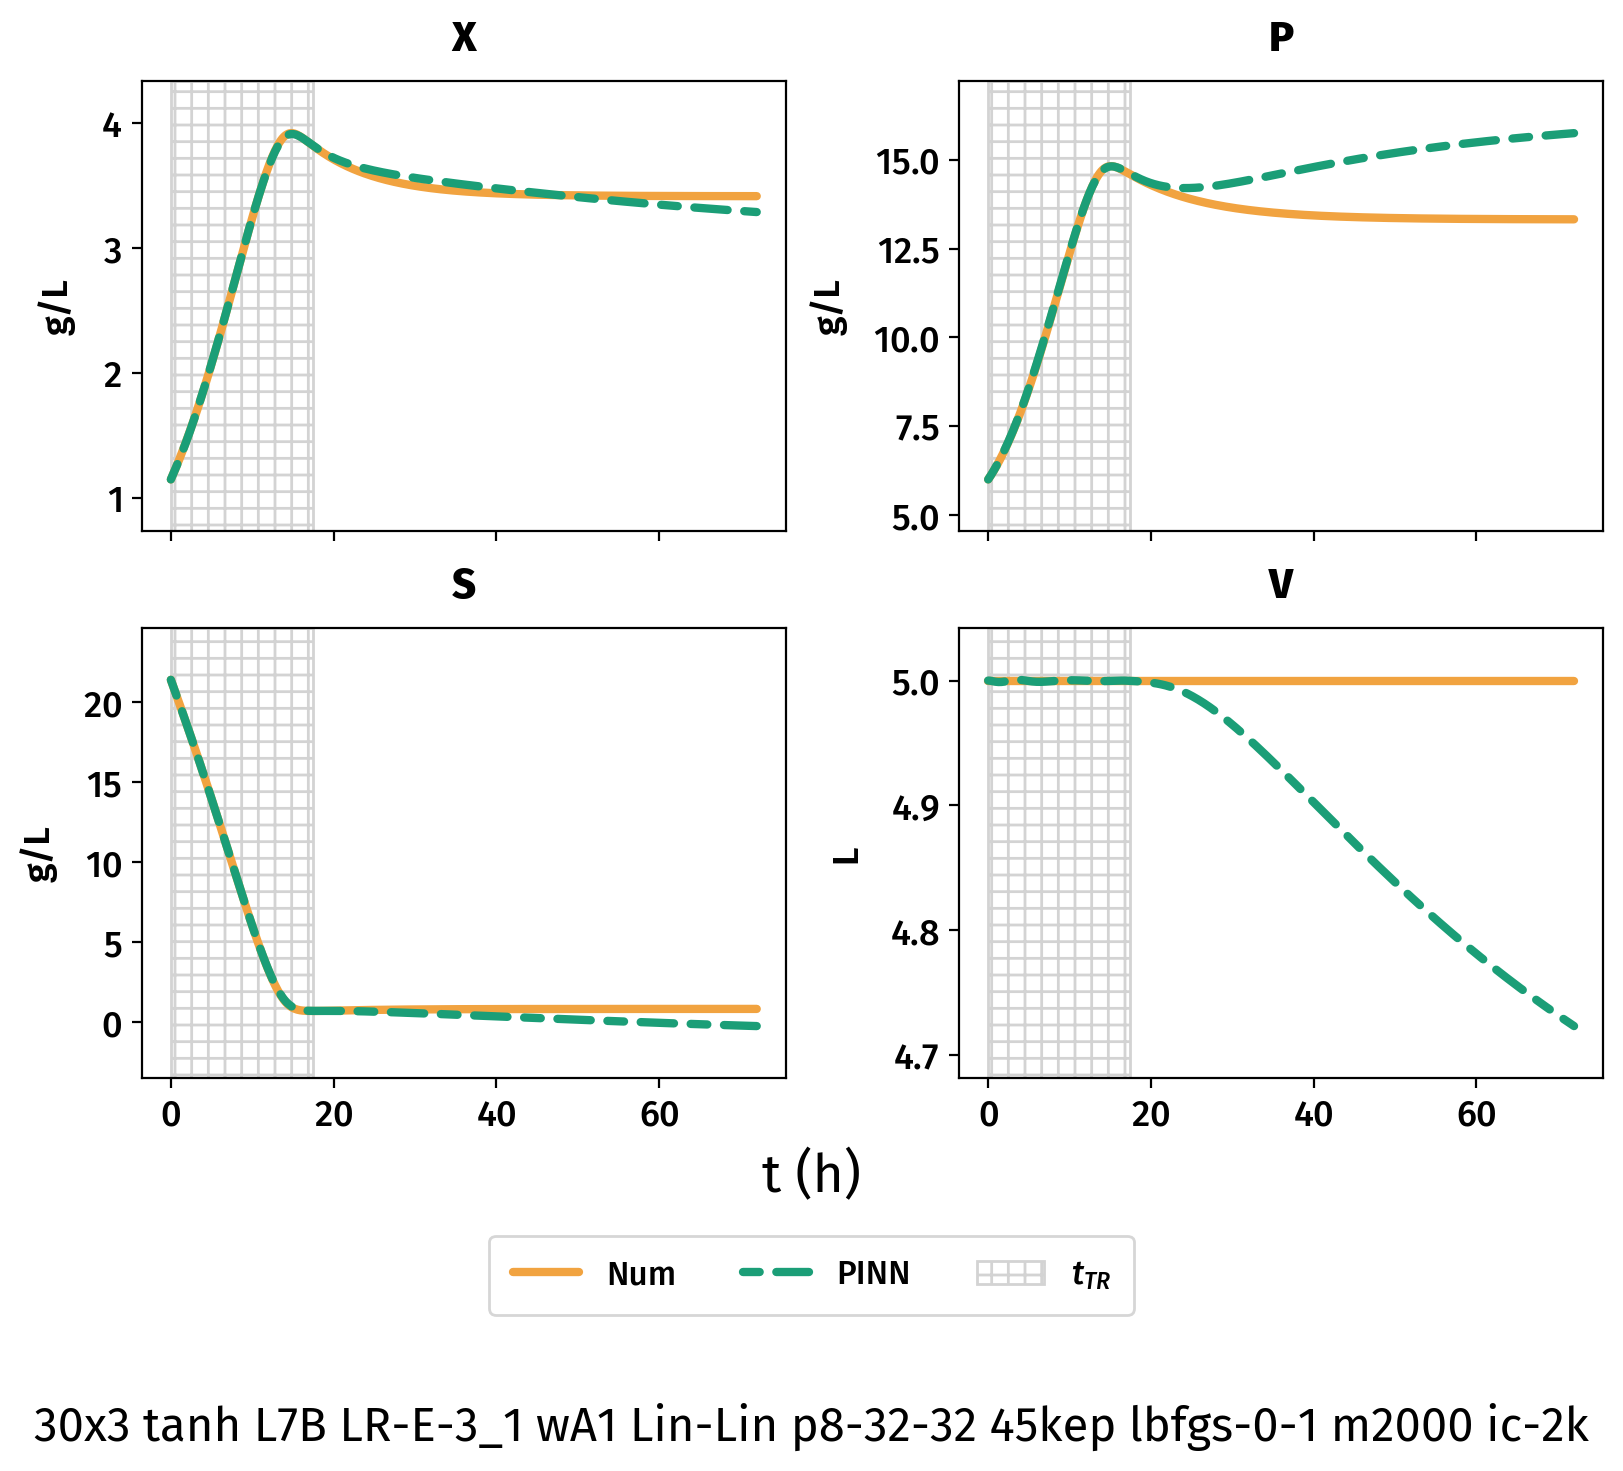 X
4
3
2
1
g/L
P
15.0
12.5
10.0
7.5
5.0
g/L
S
20
15
10
5
0
g/L
0 20 40 60
V
5.0
4.9
4.8
4.7
L
0 20 40 60
t (h)
Num PINN tTR
30x3 tanh L7B LR-E-3_1 wA1 Lin-Lin p8-32-32 45kep lbfgs-0-1 m2000 ic-2k